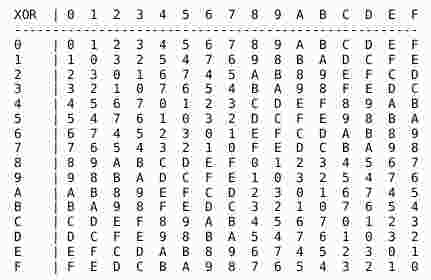 XOR | 0 1 2 3 4 5 6 7 8 9 A B C D E F
----------------------------------------------------
0 | 0 1 2 3 4 5 6 7 8 9 A B C D E F
1 | 1 0 3 2 5 4 7 6 9 8 B A D C F E
2 | 2 3 0 1 6 7 4 5 A B 8 9 E F C D
3 | 3 2 1 0 7 6 5 4 B A 9 8 F E D C
4 | 4 5 6 7 0 1 2 3 C D E F 8 9 A B
5 | 5 4 7 6 1 0 3 2 D C F E 9 8 B A
6 | 6 7 4 5 2 3 0 1 E F C D A B 8 9
7 | 7 6 5 4 3 2 1 0 F E D C B A 9 8
8 | 8 9 A B C D E F 0 1 2 3 4 5 6 7
9 | 9 8 B A D C F E 1 0 3 2 5 4 7 6
A | A B 8 9 E F C D 2 3 0 1 6 7 4 5
B | B A 9 8 F E D C 3 2 1 0 7 6 5 4
C | C D E F 8 9 A B 4 5 6 7 0 1 2 3
D | D C F E 9 8 B A 5 4 7 6 1 0 3 2
E | E F C D A B 8 9 6 7 4 5 2 3 0 1
F | F E D C B A 9 8 7 6 5 4 3 2 1 0